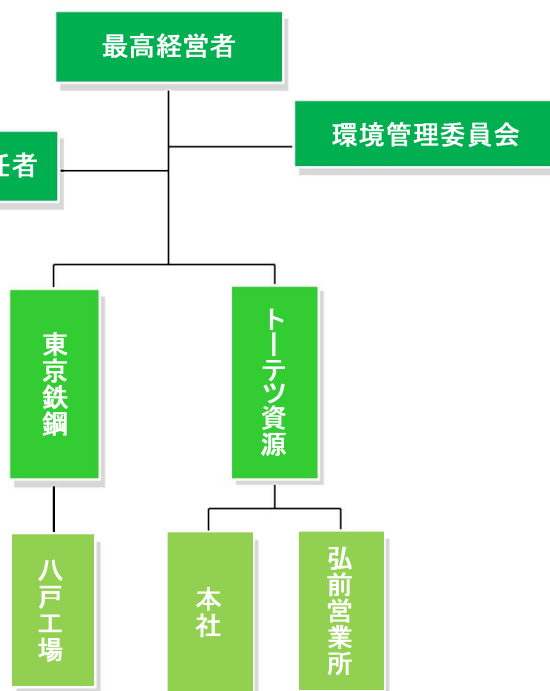 最高経営者
環境管理委員会
任者
東京鉄鋼
トーテツ資源
八戸工場
本社
弘前営業所